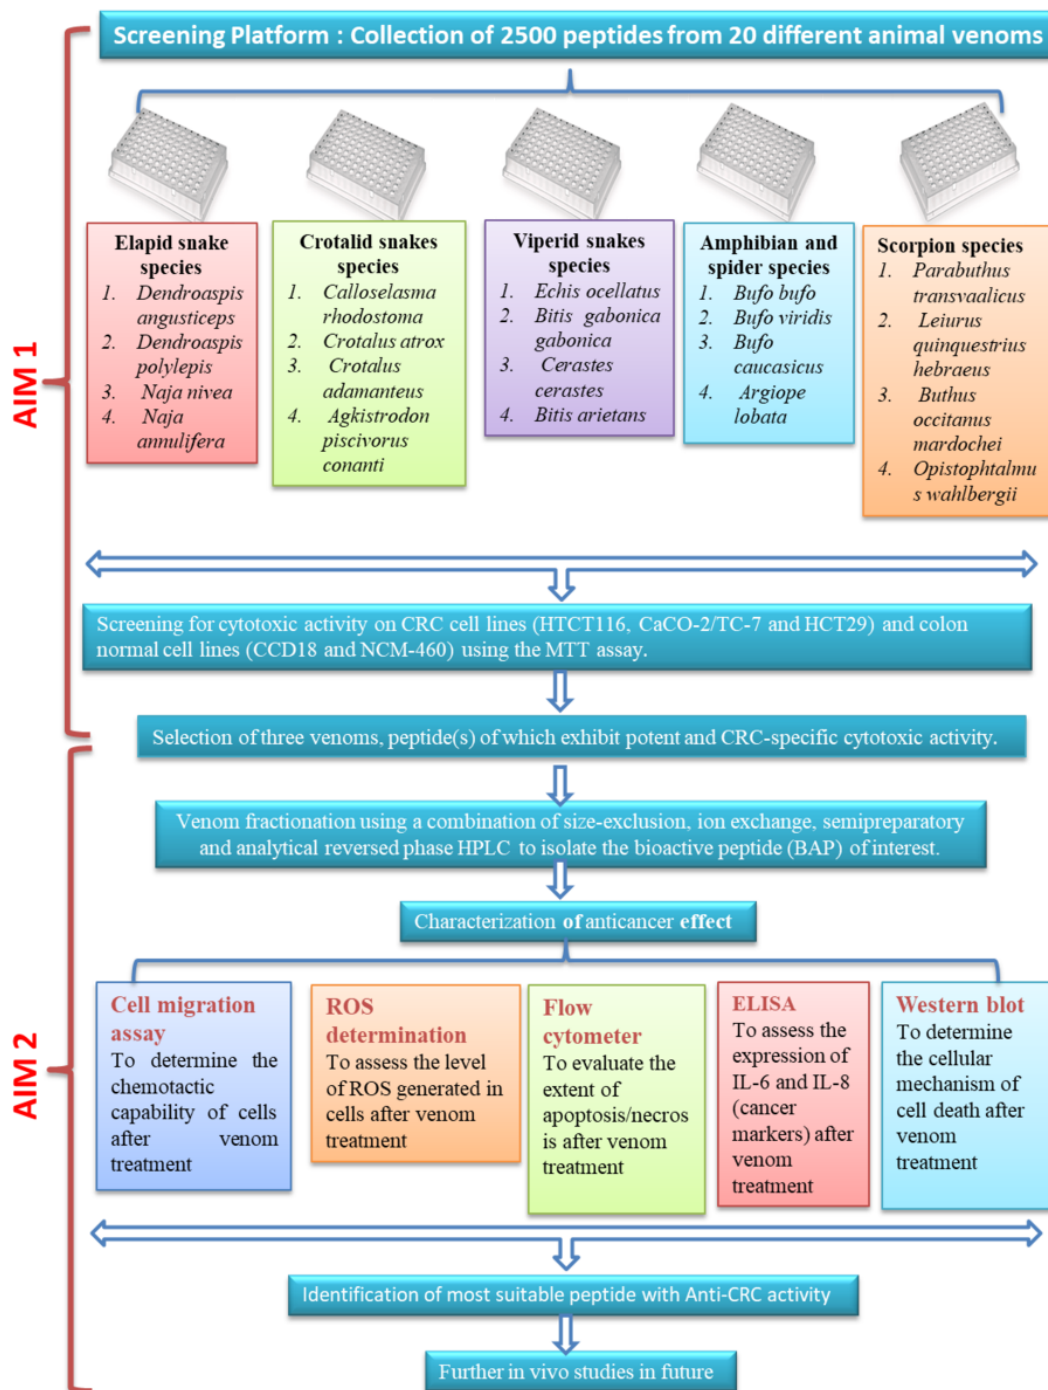 Screening Platform : Collection of 2500 peptides from 20 different animal venoms
AIM 1
Elapid snake
species
1. Dendroaspis
angusticeps
2. Dendroaspis
polylepis
3. Naja nivea
4. Naja
annulifera
Crotalid snakes
species
1. Calloselasma
rhodostoma
2. Crotalus atrox
3. Crotalus
adamanteus
4. Agkistrodon
piscivorus
conanti
Viperid snakes
species
1. Echis ocellatus
2. Bitis gabonica
gabonica
3. Cerastes
cerastes
4. Bitis arietans
Amphibian and
spider species
1. Bufo bufo
2. Bufo viridis
3. Bufo
caucasicus
4. Argiope
lobata
Scorpion species
1. Parabuthus
transvaalicus
2. Leiurus
quinquestrius
hebraeus
3. Buthus
occitanus
mardochei
4. Opistophtalmu
s wahlbergii
Screening for cytotoxic activity on CRC cell lines (HTCT116, CaCO-2/TC-7 and HCT29) and colon
normal cell lines (CCD18 and NCM-460) using the MTT assay.
Selection of three venoms, peptide(s) of which exhibit potent and CRC-specific cytotoxic activity.
AIM 2
Venom fractionation using a combination of size-exclusion, ion exchange, semipreparatory
and analytical reversed phase HPLC to isolate the bioactive peptide (BAP) of interest.
Characterization of anticancer effect
Cell migration
assay
To determine the
chemotactic
capability of cells
after venom
treatment
ROS
determination
To assess the level
of ROS generated in
cells after venom
treatment
Flow
cytometer
To evaluate the
extent of
apoptosis/necros
is after venom
treatment
ELISA
To assess the
expression of
IL-6 and IL-8
(cancer
markers) after
venom
treatment
Western blot
To determine
the cellular
mechanism of
cell death after
venom
treatment
Identification of most suitable peptide with Anti-CRC activity
Further in vivo studies in future